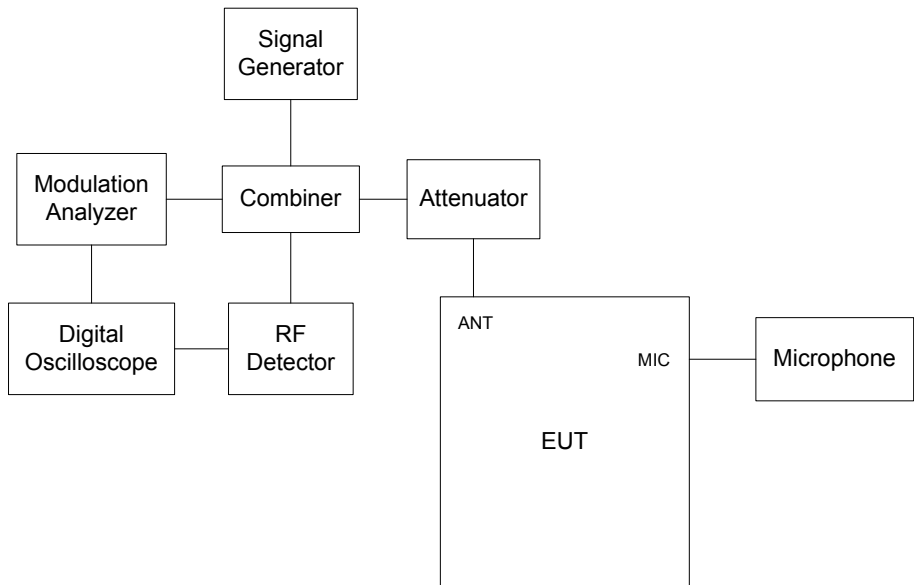 Signal
Generator
Modulation
Analyzer
Combiner
Attenuator
Digital
Oscilloscope
RF
Detector
ANT
MIC
Microphone
EUT